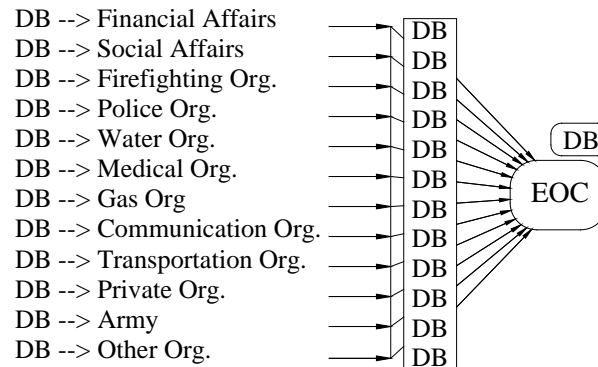 DB --> Financial Affairs
DB --> Social Affairs
DB --> Firefighting Org.
DB --> Police Org.
DB --> Water Org.
DB --> Medical Org.
DB --> Gas Org
DB --> Communication Org.
DB --> Transportation Org.
DB --> Private Org.
DB --> Army
DB --> Other Org.
DB
DB
DB
DB
DB
DB
DB
DB
DB
DB
DB
DB
DB
EOC